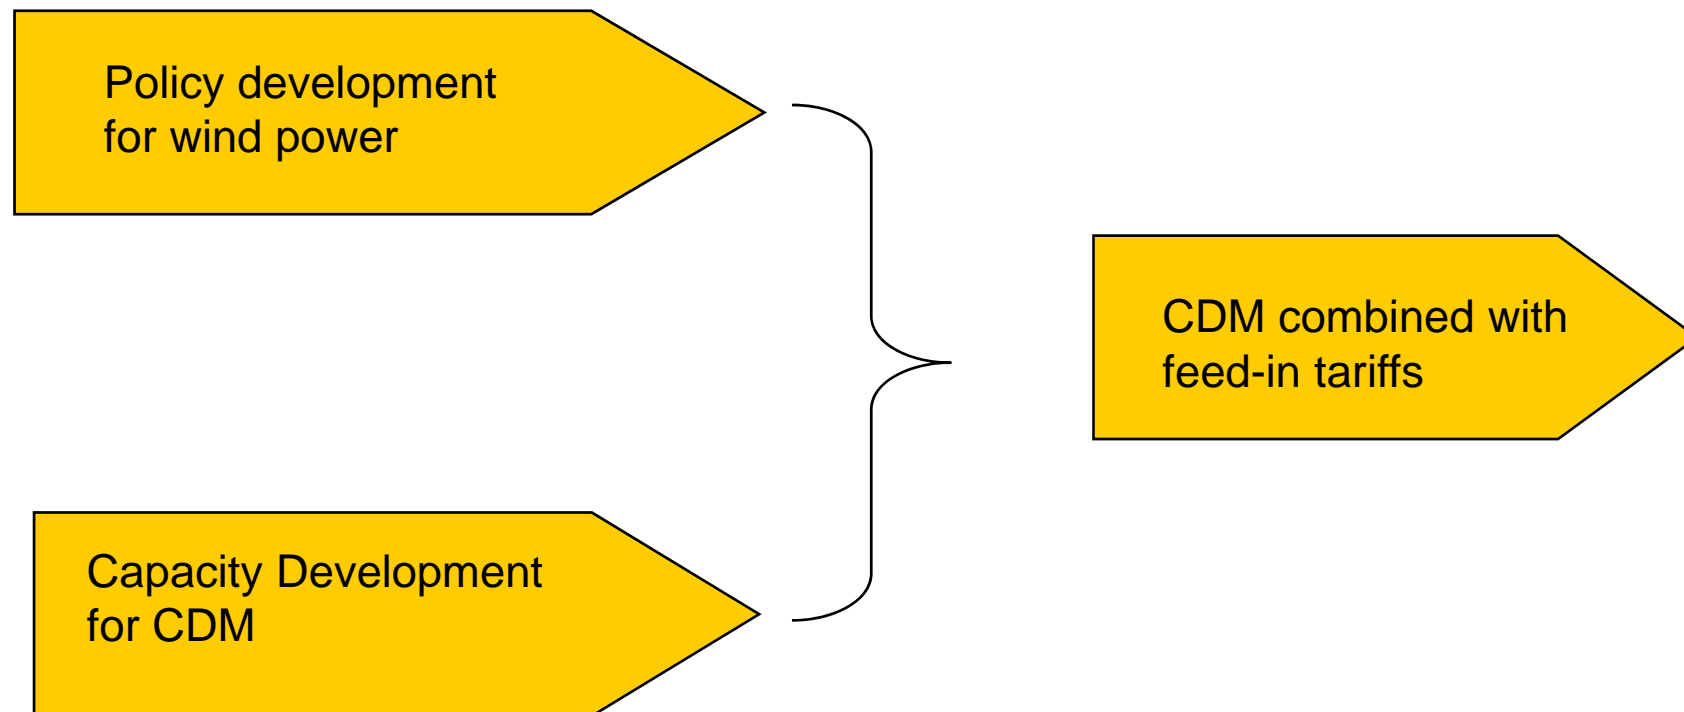 Policy development
for wind power
CDM combined with
feed-in tariffs
Capacity Development
for CDM